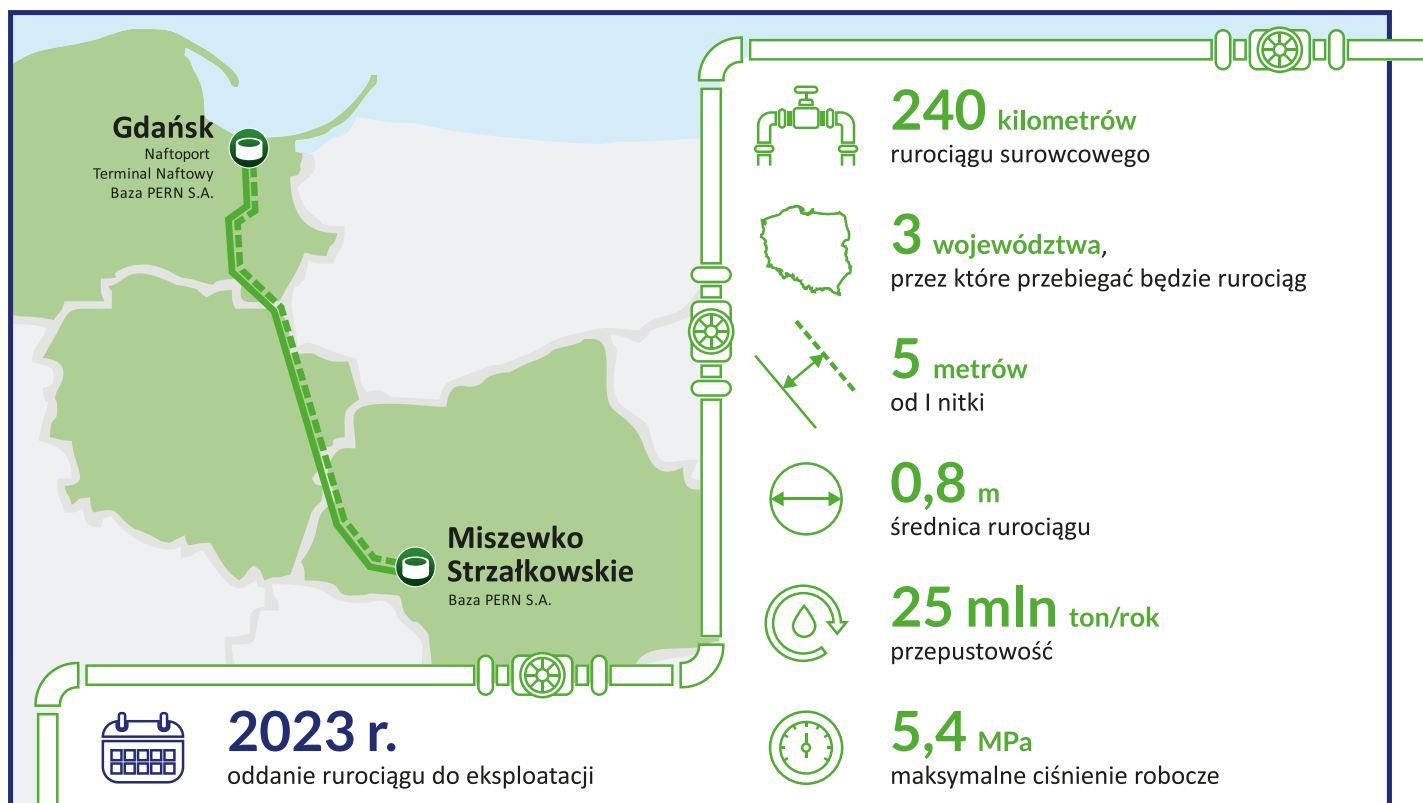 Gdańsk
Naftoport
Terminal Naftowy
Baza PERN S.A.
Miszewko
Strzałkowskie
Baza PERN S.A.
2023 r.
oddanie rurociągu do eksploatacji
240 kilometrów
rurociągu surowcowego
3 województwa,
przez które przebiegać będzie rurociąg
5 metrów
od I nitki
0,8 m
średnica rurociągu
25 mln ton/rok
przepustowość
5,4 MPa
maksymalne ciśnienie robocze